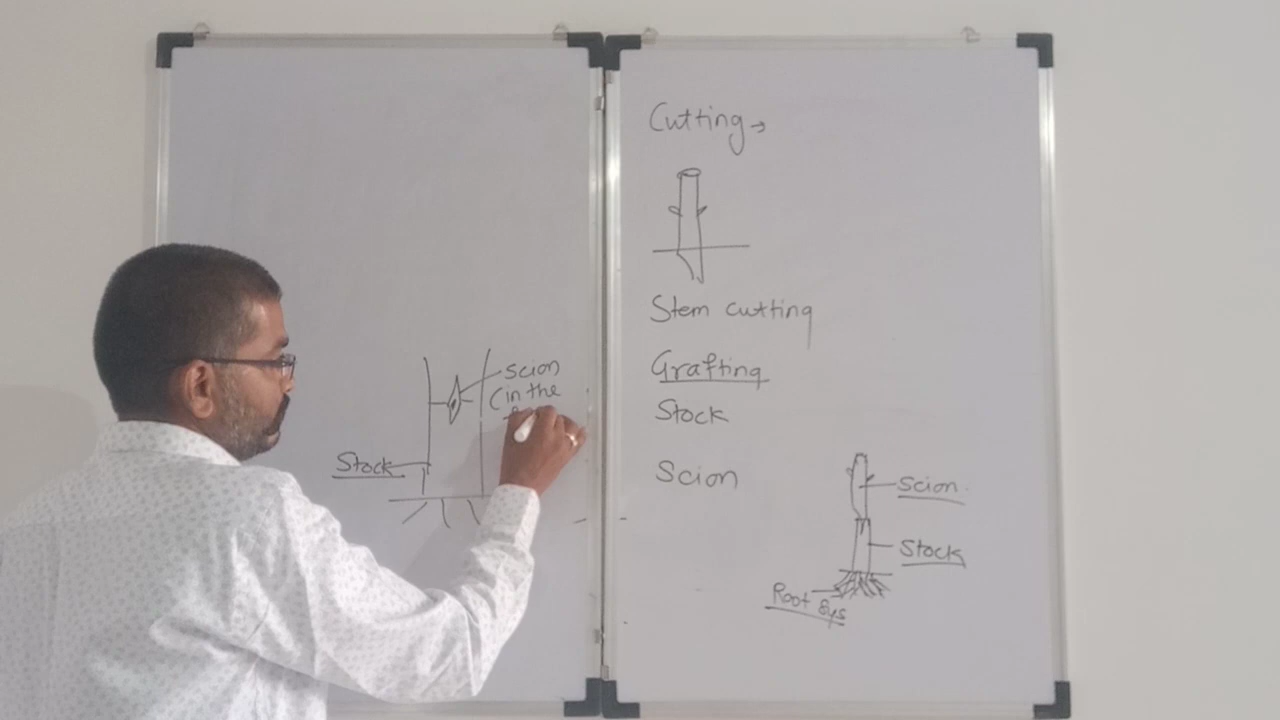 scion
(in the
Stock
Cutting →
Stem cutting
Grafting
Stock
Scion
Scion
Stock
Root sys